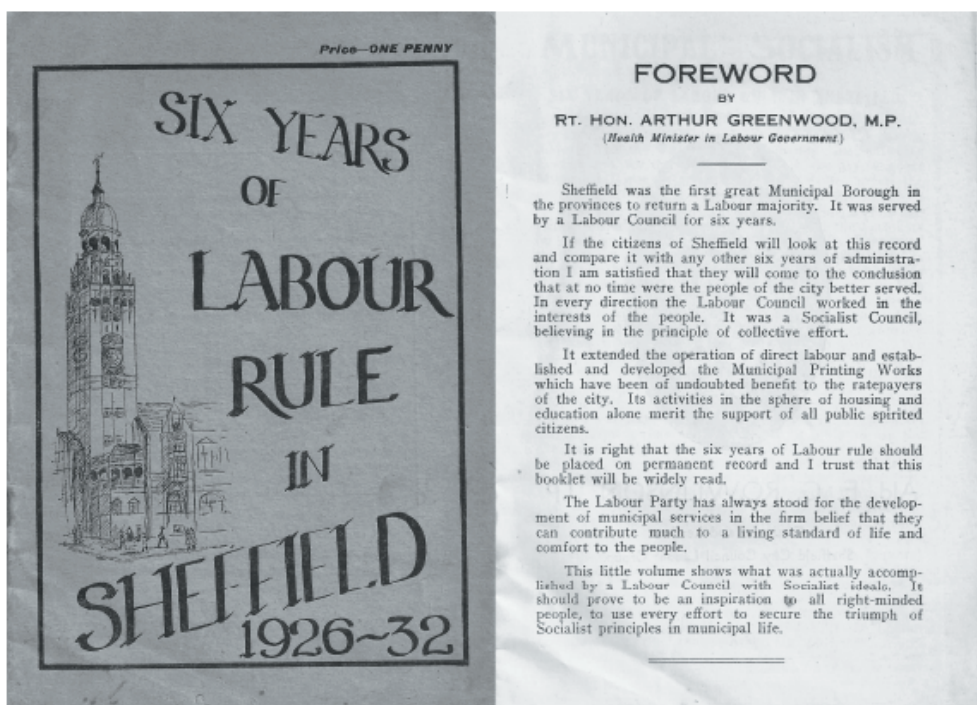 Price—ONE PENNY
SIX YEARS
OF
LABOUR
RULE
IN
SHEFFIELD
1926~32
FOREWORD
BY
RT. HON. ARTHUR GREENWOOD, M.P.
(Health Minister in Labour Government)
Sheffield was the first great Municipal Borough in
the provinces to return a Labour majority. It was served
by a Labour Council for six years.
If the citizens of Sheffield will look at this record
and compare it with any other six years of administra-
tion I am satisfied that they will come to the conclusion
that at no time were the people of the city better served.
In every direction the Labour Council worked in the
interests of the people. It was a Socialist Council,
believing in the principle of collective effort.
It extended the operation of direct labour and estab-
lished and developed the Municipal Printing Works
which have been of undoubted benefit to the ratepayers
of the city. Its activities in the sphere of housing and
education alone merit the support of all public spirited
citizens.
It is right that the six years of Labour rule should
be placed on permanent record and I trust that this
booklet will be widely read.
The Labour Party has always stood for the develop-
ment of municipal services in the firm belief that they
can contribute much to a living standard of life and
comfort to the people.
This little volume shows what was actually accomp-
lished by a Labour Council with Socialist ideals. It
should prove to be an inspiration to all right-minded
people, to use every effort to secure the triumph of
Socialist principles in municipal life.